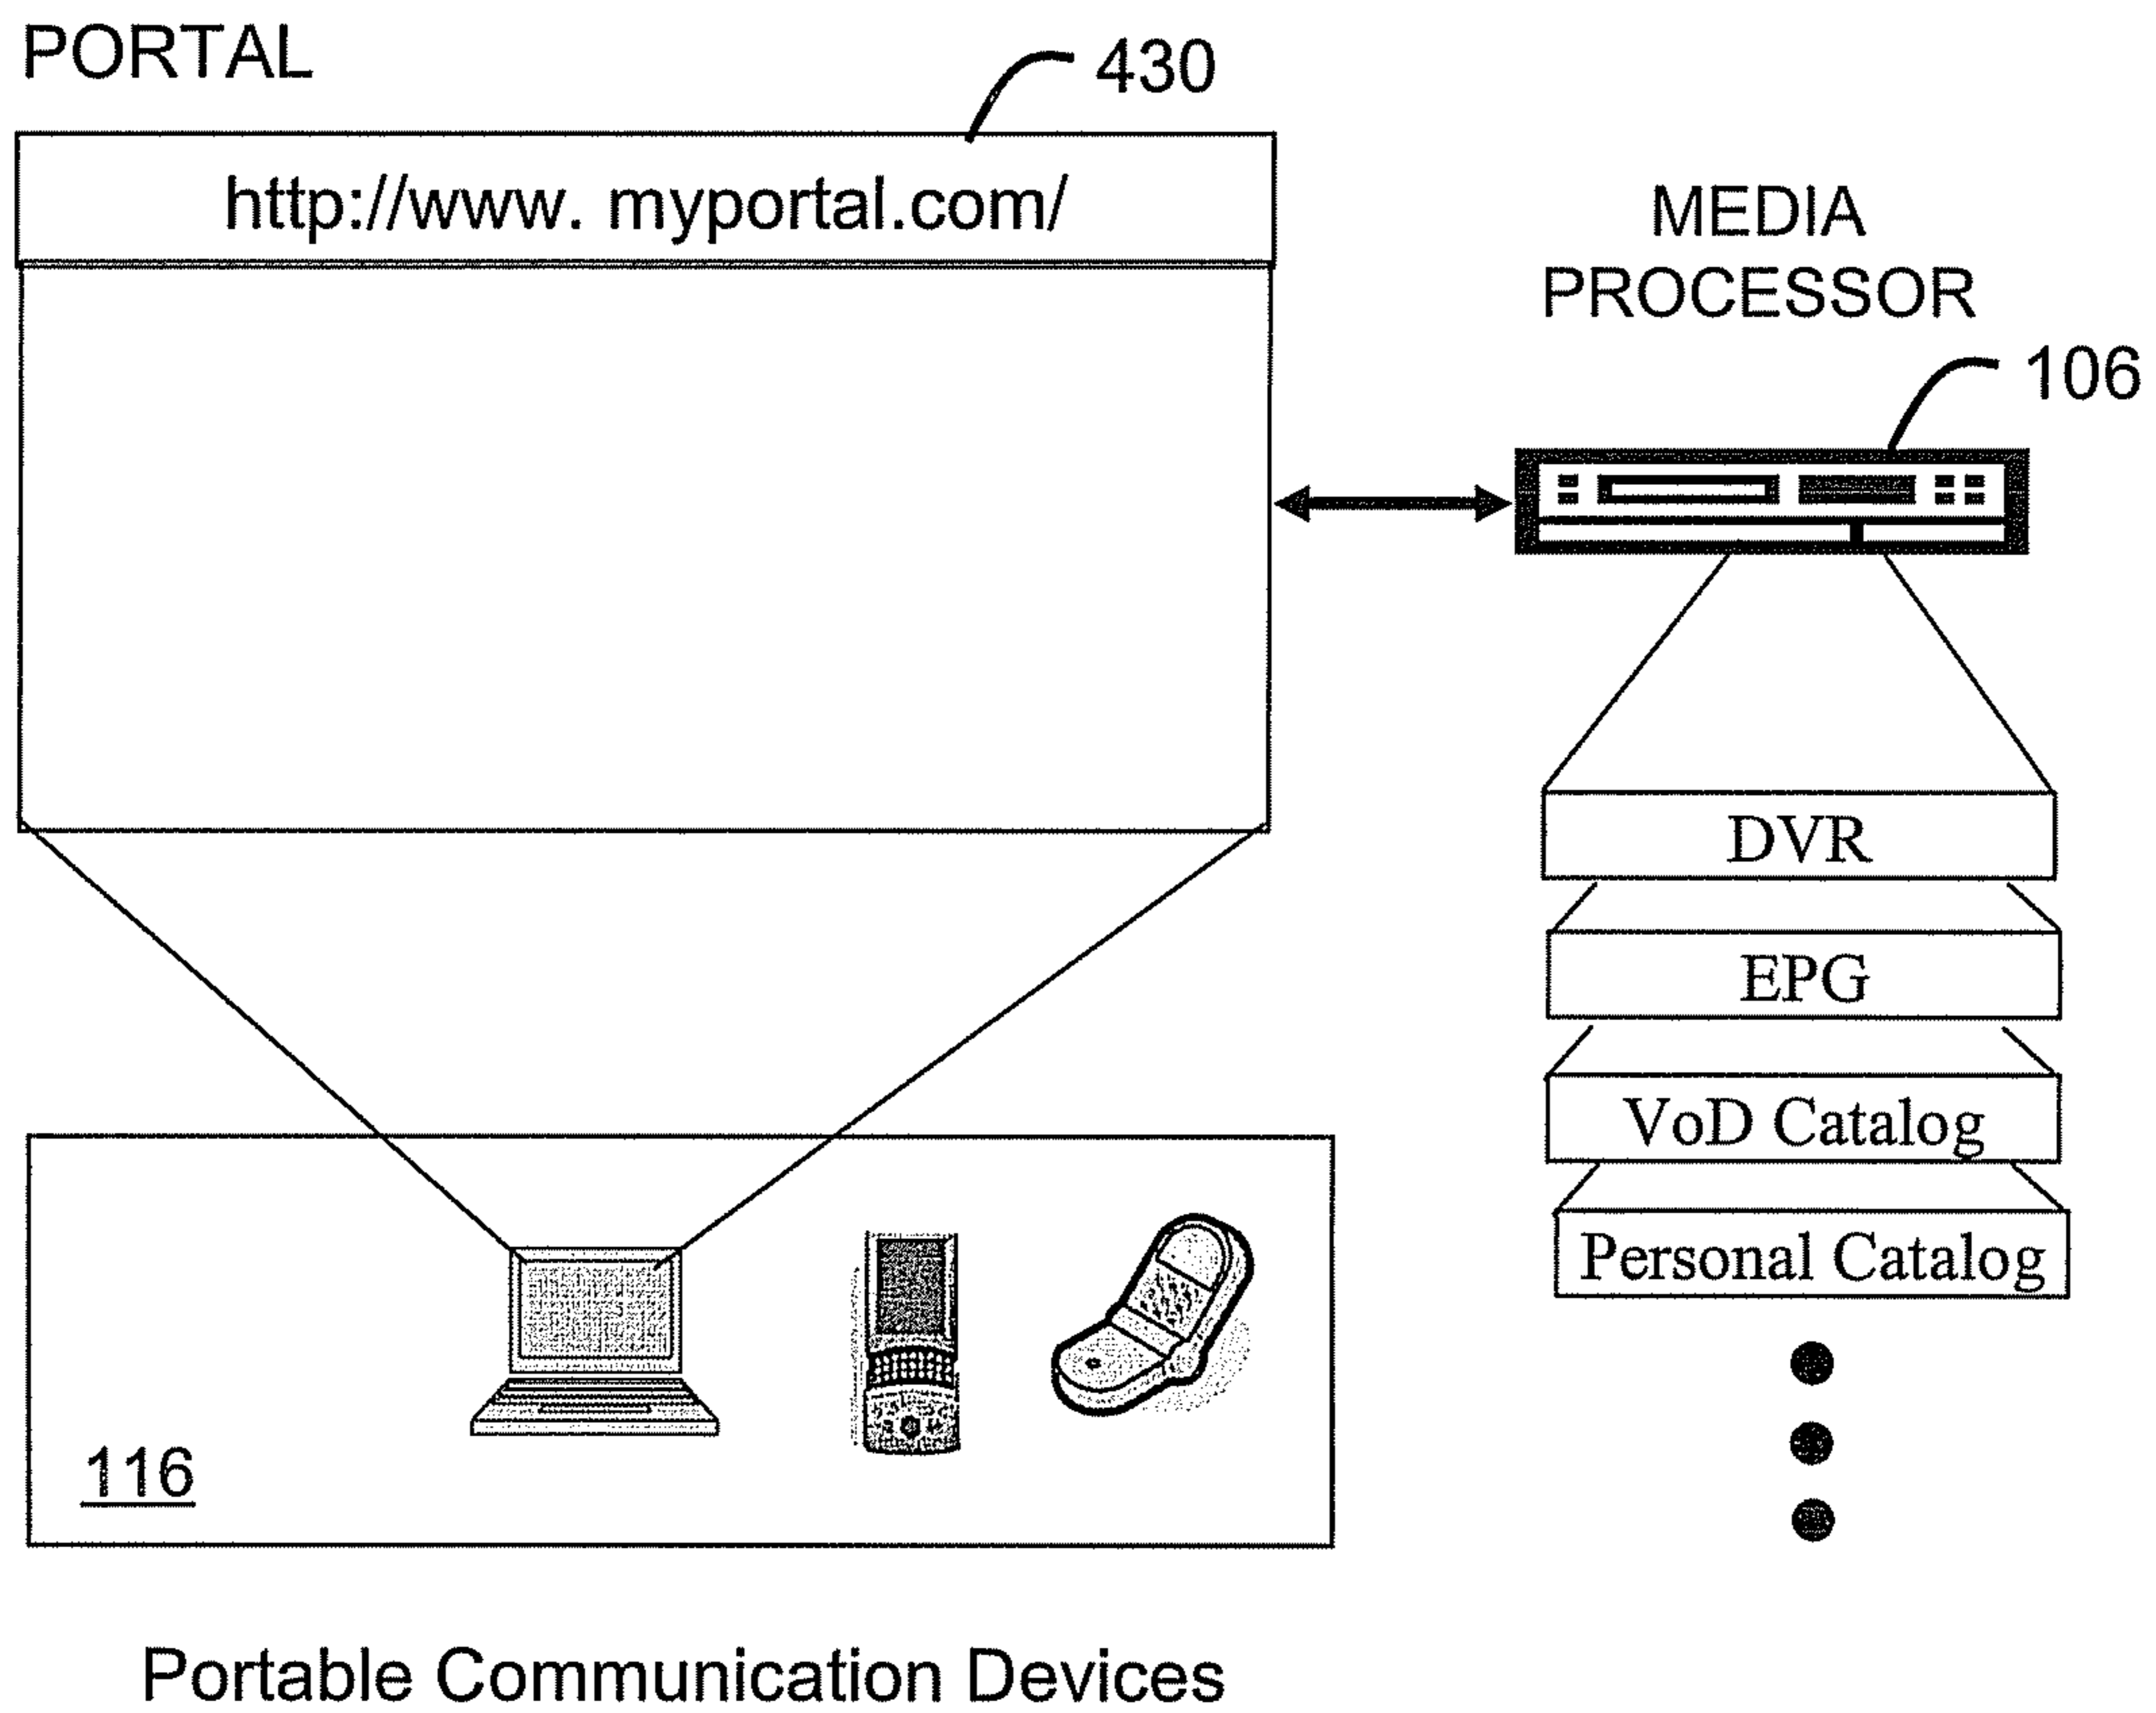 PORTAL
430
http://www. myportal.com/
MEDIA
PROCESSOR
106
DVR
EPG
VoD Catalog
Personal Catalog
116
Portable Communication Devices